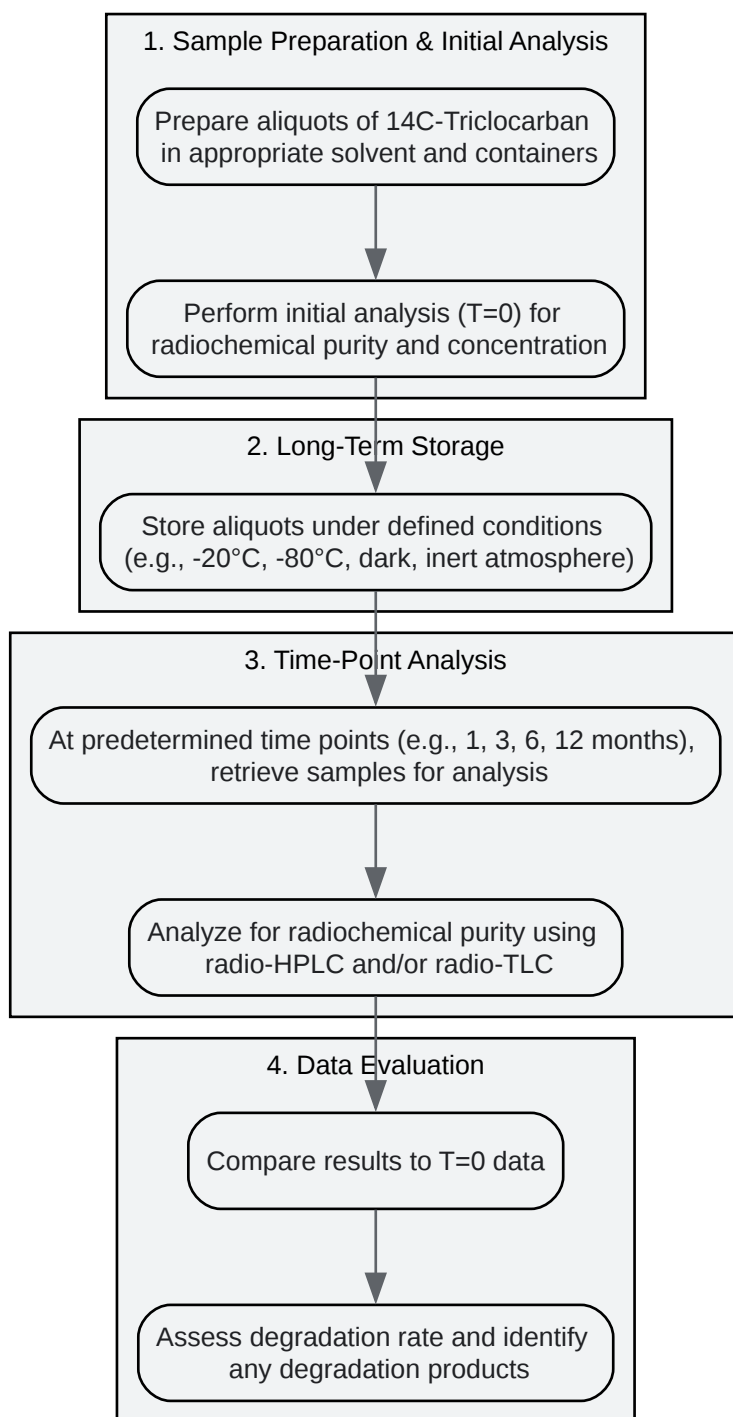 1. Sample Preparation & Initial Analysis
Prepare aliquots of 14C-Triclocarban
in appropriate solvent and containers
Perform initial analysis (T=0) for
radiochemical purity and concentration
2. Long-Term Storage
Store aliquots under defined conditions
(e.g., -20°C, -80°C, dark, inert atmosphere)
3. Time-Point Analysis
At predetermined time points (e.g., 1, 3, 6, 12 months),
retrieve samples for analysis
Analyze for radiochemical purity using
radio-HPLC and/or radio-TLC
4. Data Evaluation
Compare results to T=0 data
Assess degradation rate and identify
any degradation products